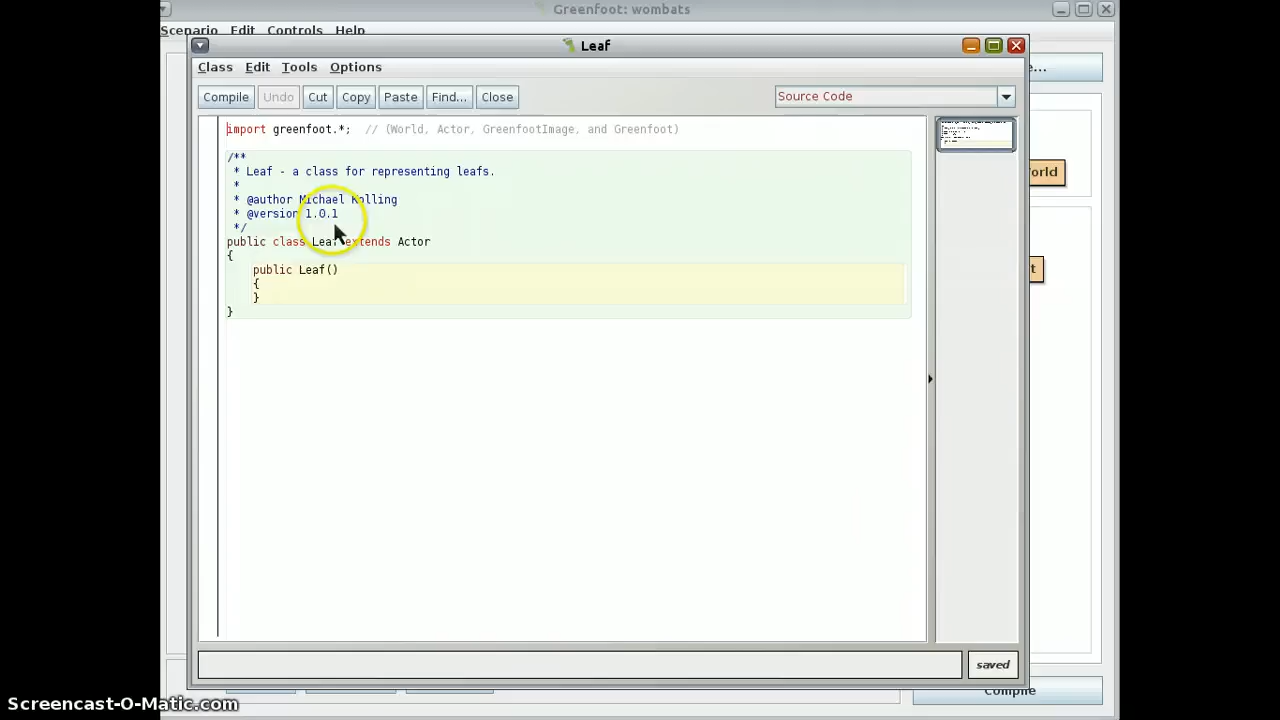 Greenfoot: wombats
Scenario Edit Controls Help
Leaf
...
Class Edit Tools Options
Compile Undo Cut Copy Paste Find... Close
Source Code
import greenfoot.*;  // (World, Actor, GreenfootImage, and Greenfoot)
/**
 * Leaf - a class for representing leafs.
 *
 * @author Michael Kolling
 * @version 1.0.1
 */
public class Leaf extends Actor
{
    public Leaf()
    {
    }
}
orld
t
saved
Compile
Screencast-O-Matic.com